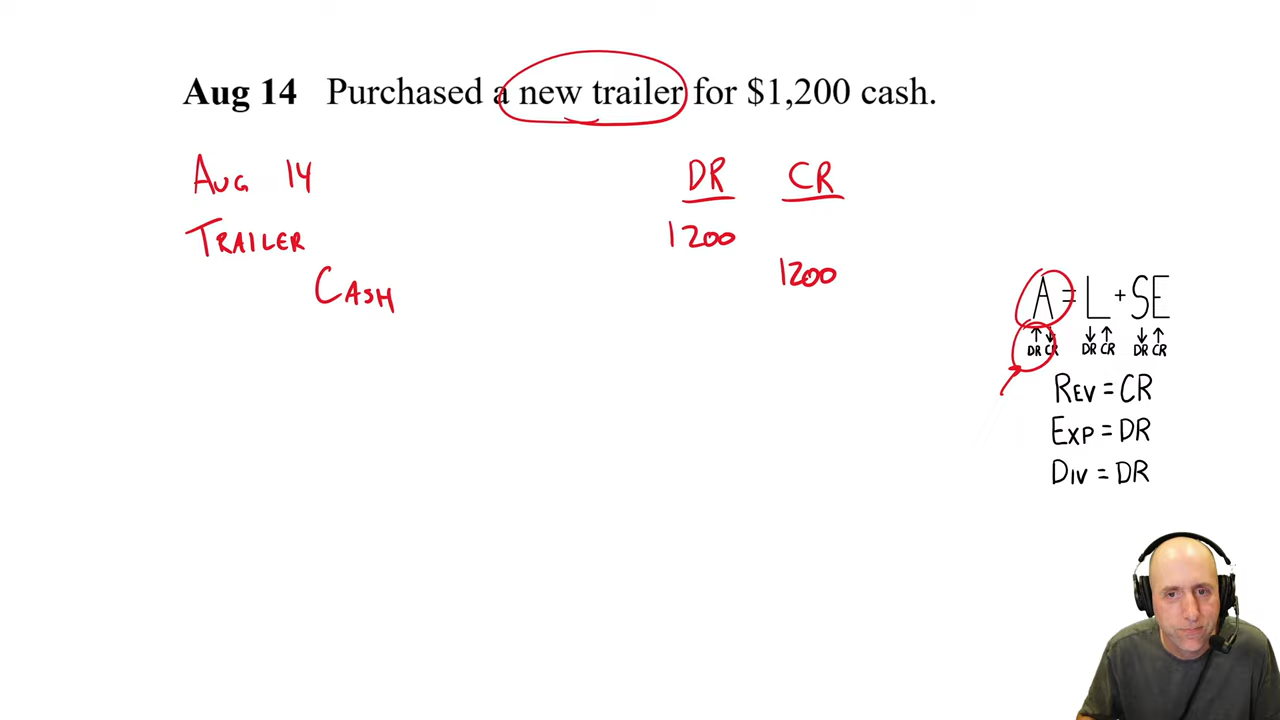 Aug 14 Purchased a new trailer for $1,200 cash.
AUG 14 DR CR
TRAILER 1200
CASH 1200
A = L + SE
↑ ↓ ↓ ↑ ↓ ↑
DR CR DR CR DR CR
REV = CR
EXP = DR
DIV = DR